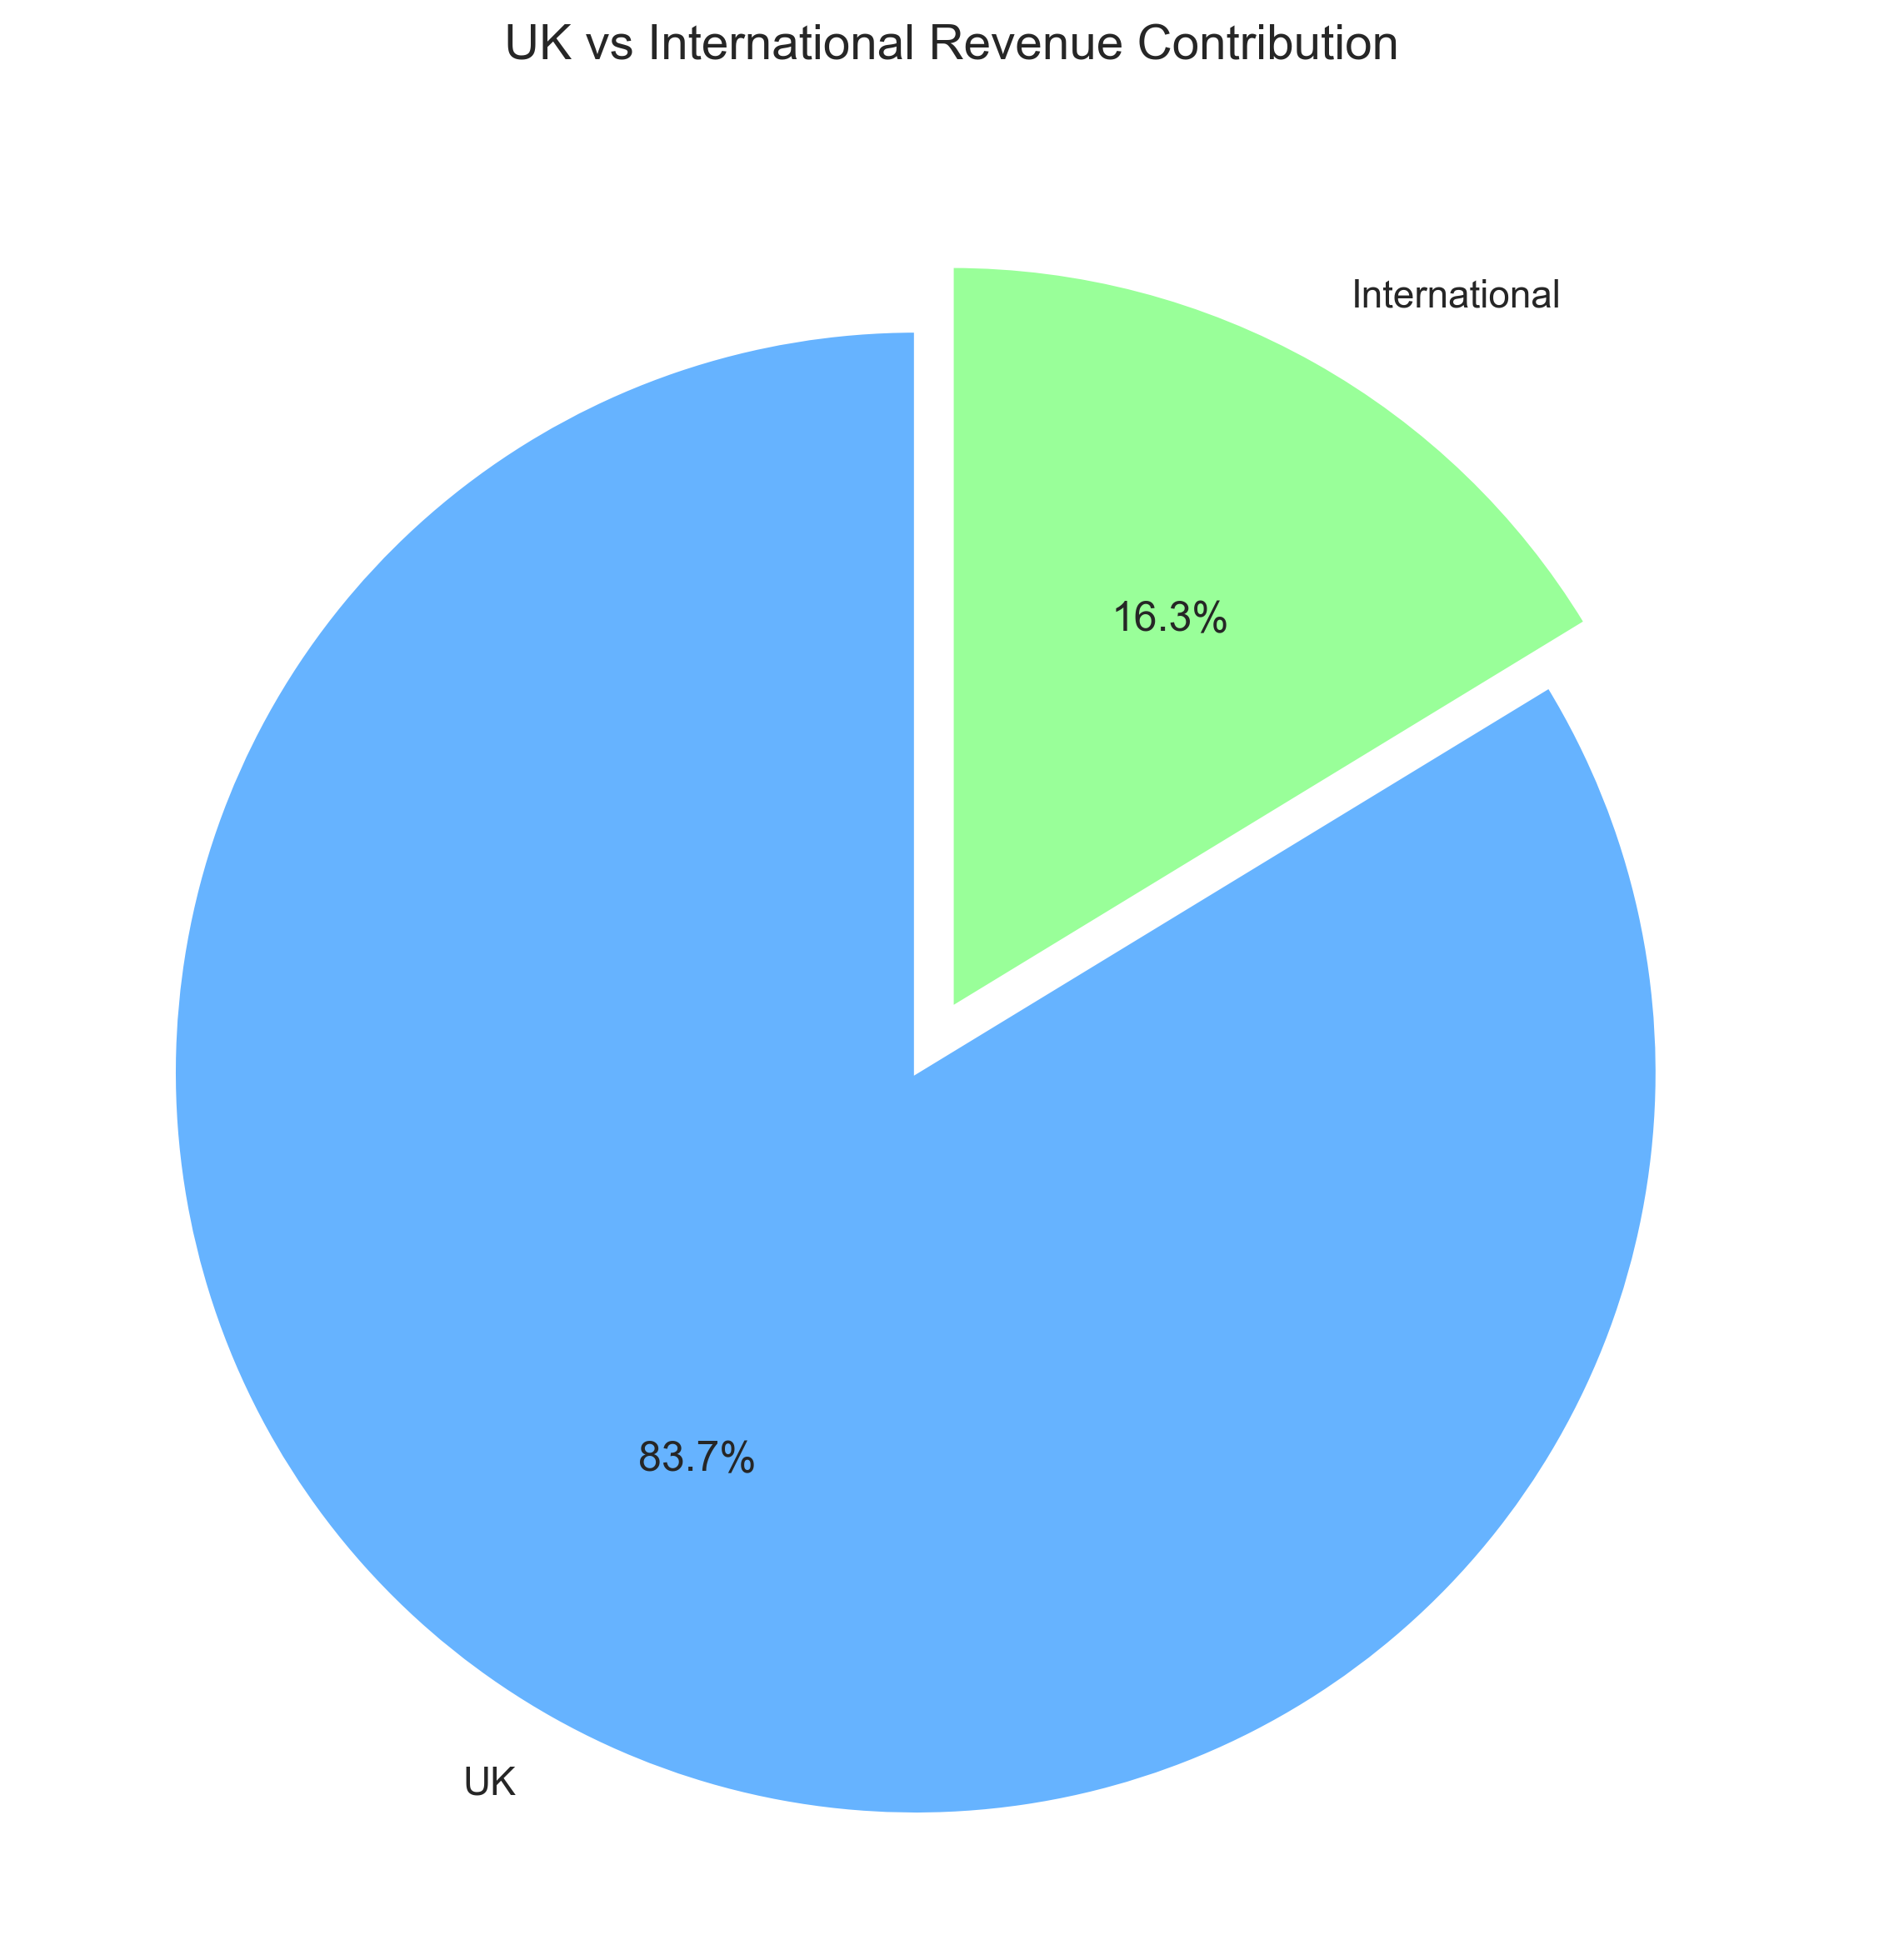 UK vs International Revenue Contribution
International
16.3%
83.7%
UK